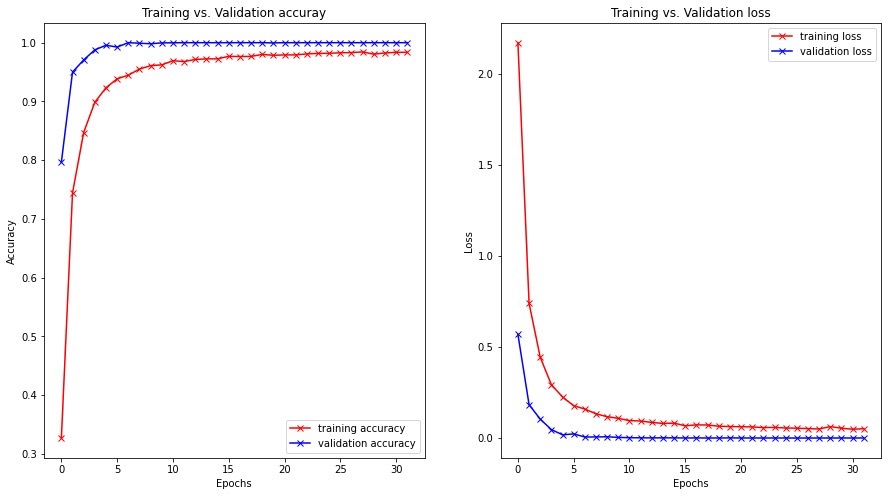 Training vs. Validation accuray
1.0
0.9
0.8
0.7
0.6
0.5
0.4
0.3
Accuracy
0
5
10
15
20
25
30
Epochs
training accuracy
validation accuracy
Training vs. Validation loss
2.0
1.5
1.0
0.5
0.0
Loss
0
5
10
15
20
25
30
Epochs
training loss
validation loss